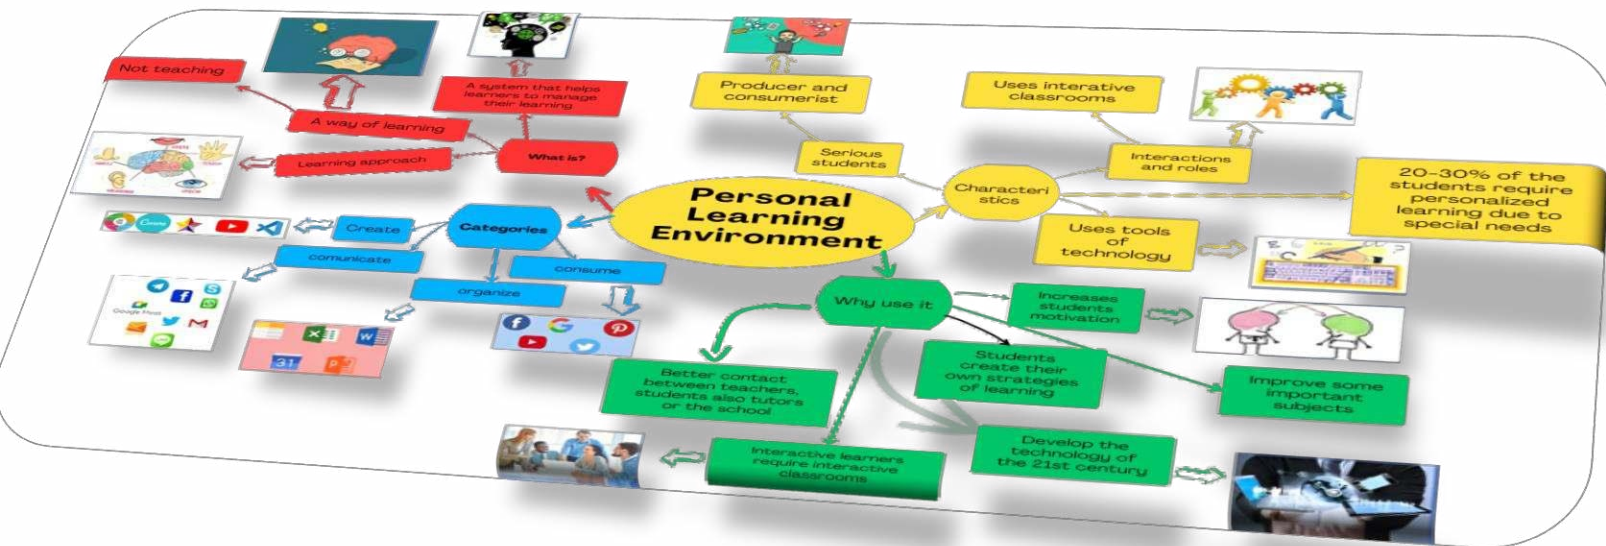 Not teaching
A system that helps
learners to manage
their learning
A way of learning
Learning approach
What is?
Producer and
consumerist
Serious
students
Uses interative
classrooms
Interactions
and roles
Characteri
stics
20-30% of the
students require
personalized
learning due to
special needs
Uses tools
of
technology
Personal
Learning
Environment
Categories
Create
comunicate
organize
consume
Google Meet
31
Why use it
Increases
students
motivation
Students
create their
own strategies
of learning
Improve some
important
subjects
Better contact
between teachers,
students also tutors
or the school
Interactive learners
require interactive
classrooms
Develop the
technology of
the 21st century